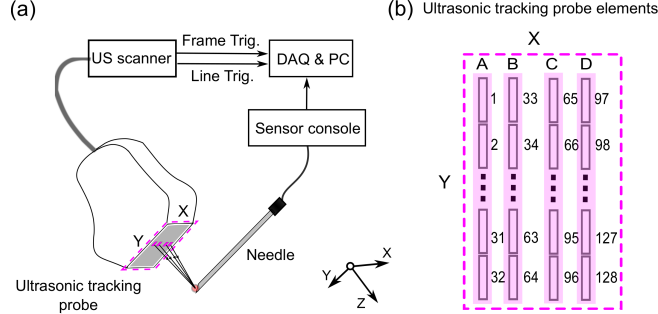 (a)
US scanner
Frame Trig.
Line Trig.
DAQ & PC
Sensor console
Needle
X
Y
Ultrasonic tracking
probe
X
Y
Z
(b) Ultrasonic tracking probe elements
X
A B C D
Y
1 33 65 97
2 34 66 98
31 63 95 127
32 64 96 128